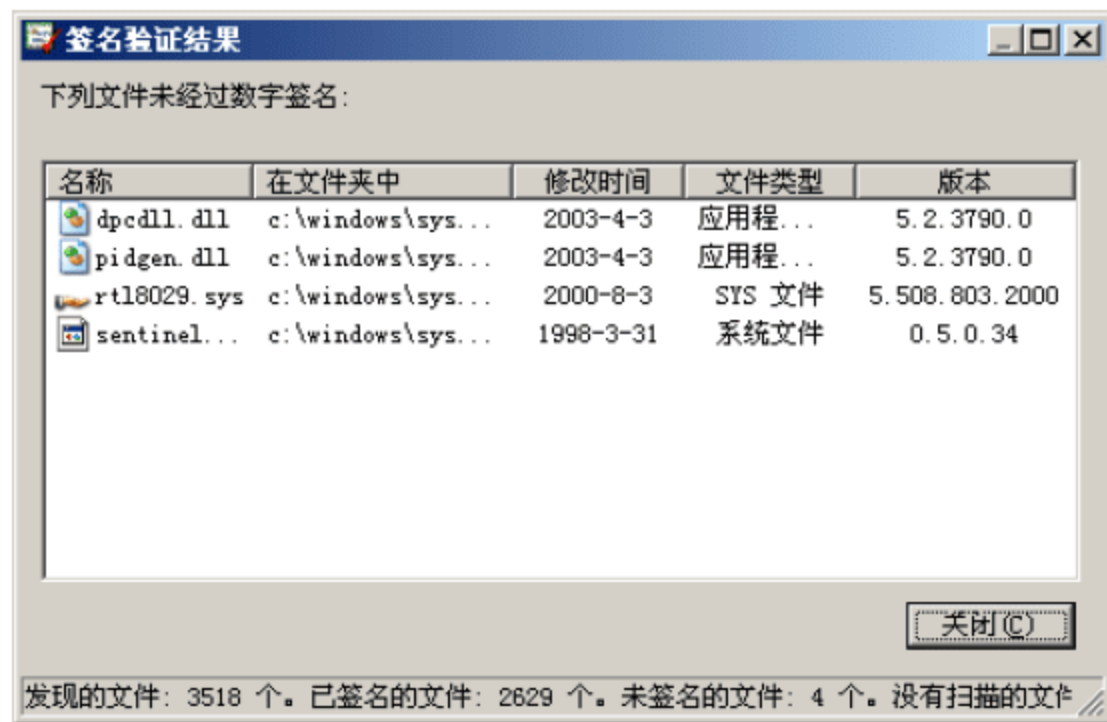 签名验证结果
下列文件未经过数字签名:
名称 在文件夹中 修改时间 文件类型 版本
dpcdll.dll c:\windows\sys... 2003-4-3 应用程... 5.2.3790.0
pidgen.dll c:\windows\sys... 2003-4-3 应用程... 5.2.3790.0
rtl8029.sys c:\windows\sys... 2000-8-3 SYS 文件 5.508.803.2000
sentinel... c:\windows\sys... 1998-3-31 系统文件 0.5.0.34
关闭(C)
发现的文件: 3518 个。已签名的文件: 2629 个。未签名的文件: 4 个。没有扫描的文件